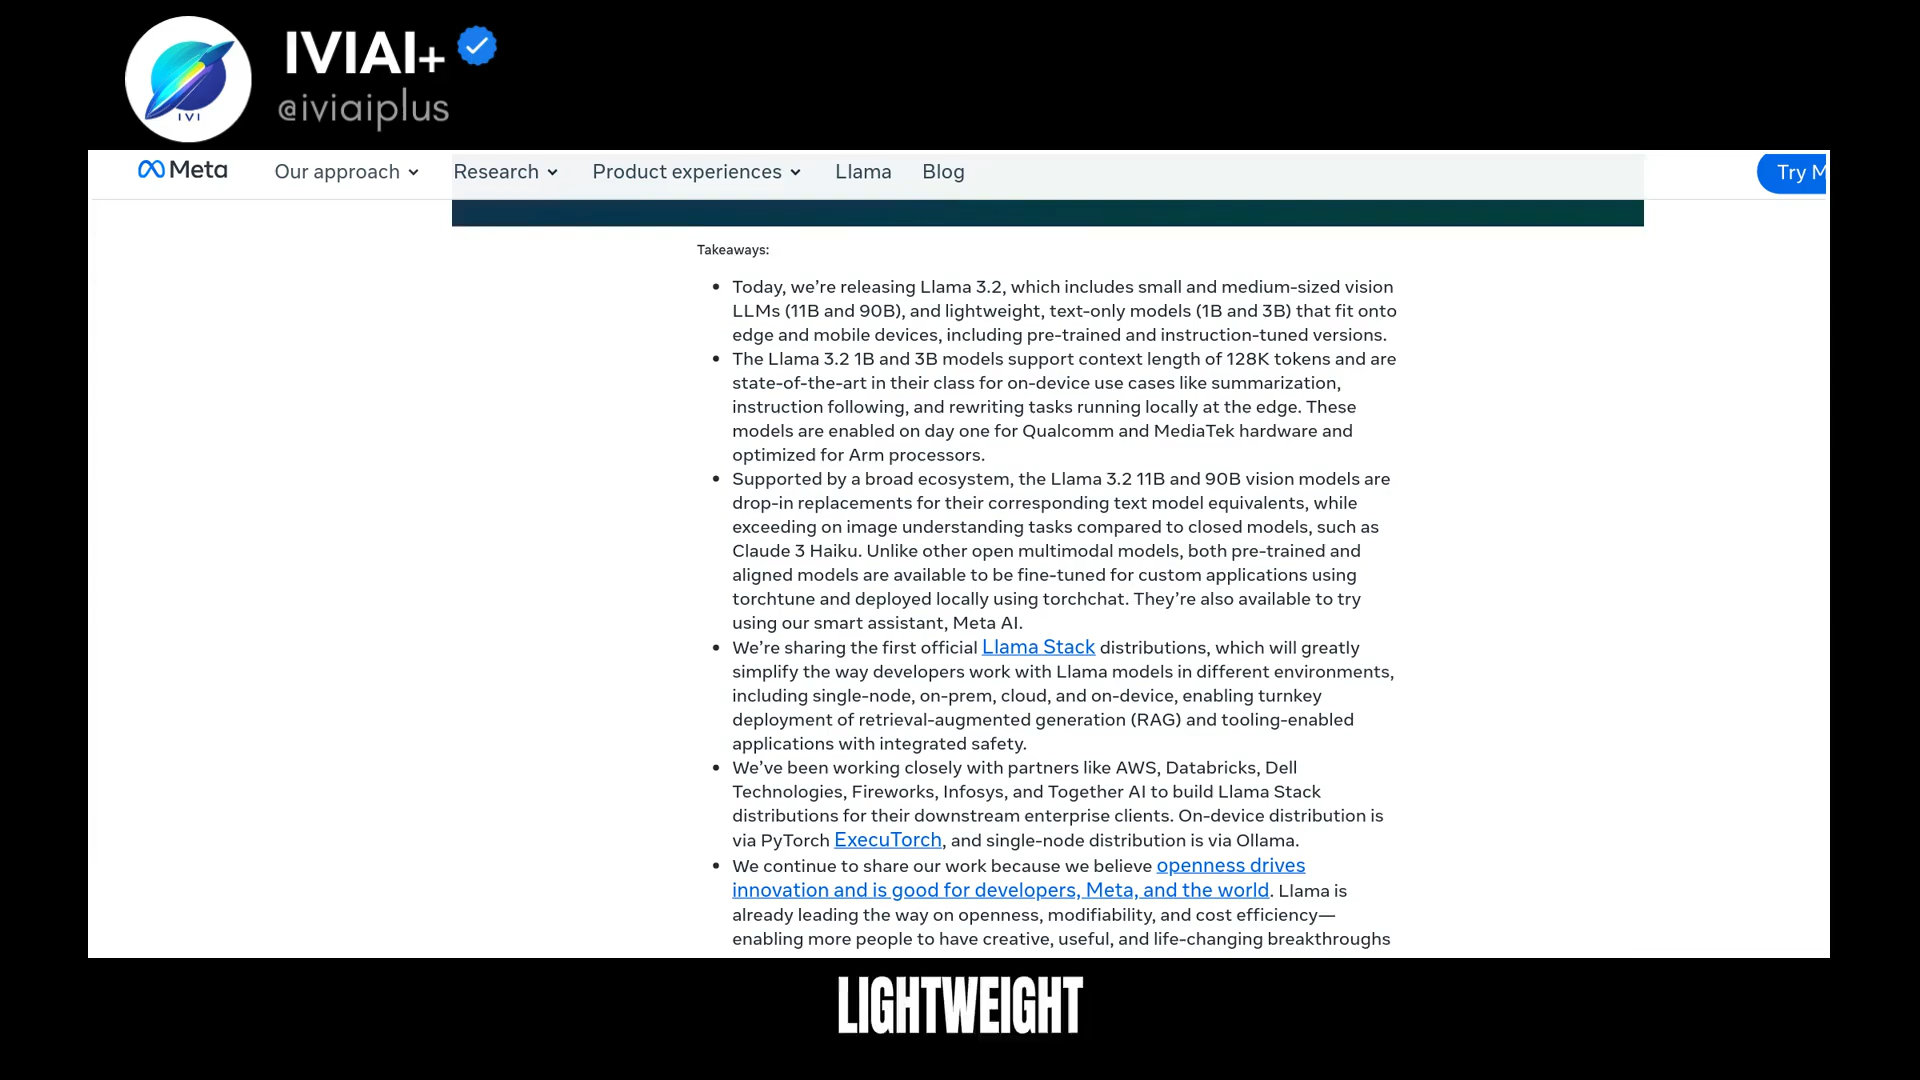 IVIAI+
@iviaiplus
IVI
Meta Our approach Research Product experiences Llama Blog Try M
Takeaways:
• Today, we’re releasing Llama 3.2, which includes small and medium-sized vision
LLMs (11B and 90B), and lightweight, text-only models (1B and 3B) that fit onto
edge and mobile devices, including pre-trained and instruction-tuned versions.
• The Llama 3.2 1B and 3B models support context length of 128K tokens and are
state-of-the-art in their class for on-device use cases like summarization,
instruction following, and rewriting tasks running locally at the edge. These
models are enabled on day one for Qualcomm and MediaTek hardware and
optimized for Arm processors.
• Supported by a broad ecosystem, the Llama 3.2 11B and 90B vision models are
drop-in replacements for their corresponding text model equivalents, while
exceeding on image understanding tasks compared to closed models, such as
Claude 3 Haiku. Unlike other open multimodal models, both pre-trained and
aligned models are available to be fine-tuned for custom applications using
torchtune and deployed locally using torchchat. They’re also available to try
using our smart assistant, Meta AI.
• We’re sharing the first official Llama Stack distributions, which will greatly
simplify the way developers work with Llama models in different environments,
including single-node, on-prem, cloud, and on-device, enabling turnkey
deployment of retrieval-augmented generation (RAG) and tooling-enabled
applications with integrated safety.
• We’ve been working closely with partners like AWS, Databricks, Dell
Technologies, Fireworks, Infosys, and Together AI to build Llama Stack
distributions for their downstream enterprise clients. On-device distribution is
via PyTorch ExecuTorch, and single-node distribution is via Ollama.
• We continue to share our work because we believe openness drives
innovation and is good for developers, Meta, and the world. Llama is
already leading the way on openness, modifiability, and cost efficiency—
enabling more people to have creative, useful, and life-changing breakthroughs
LIGHTWEIGHT